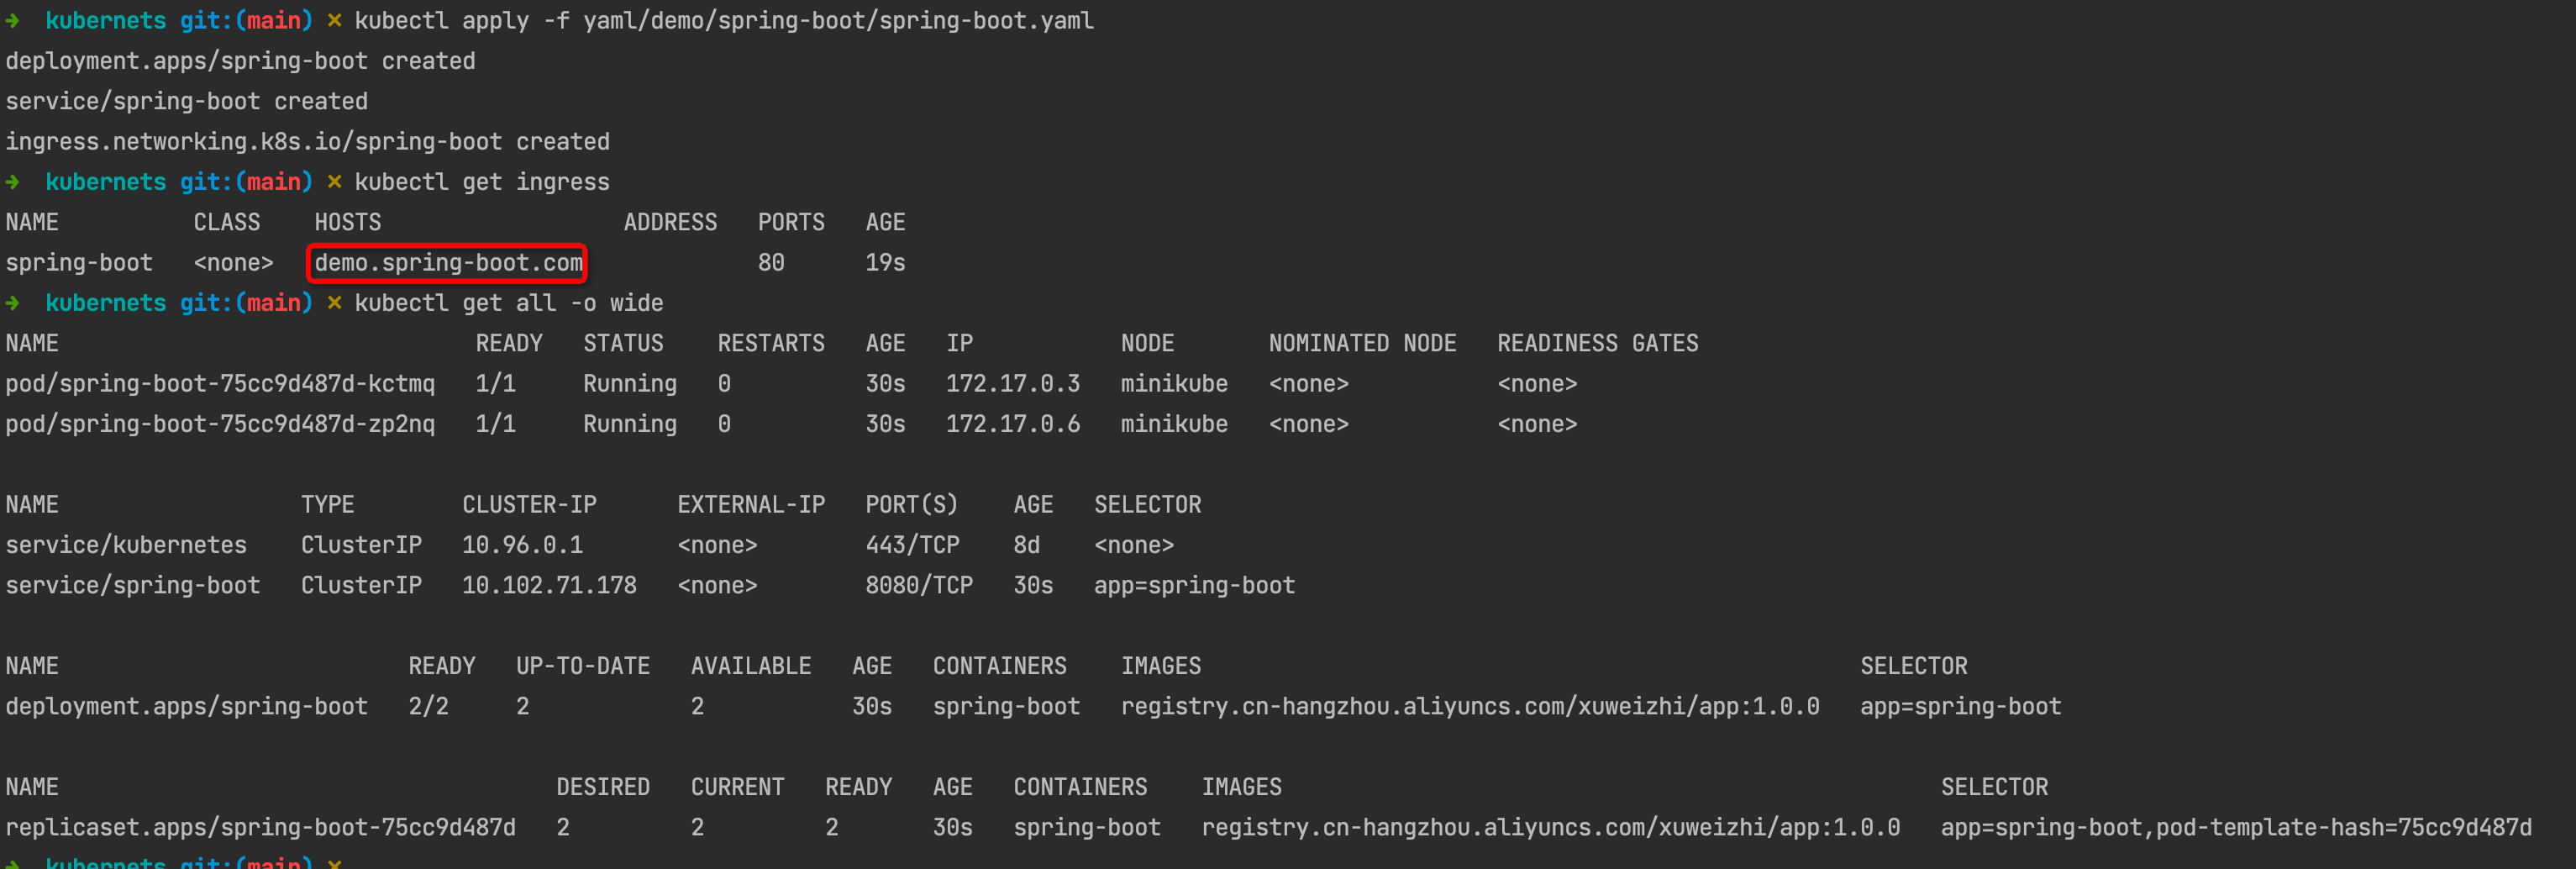 ➜ kubernets git:(main) ✗ kubectl apply -f yaml/demo/spring-boot/spring-boot.yaml
deployment.apps/spring-boot created
service/spring-boot created
ingress.networking.k8s.io/spring-boot created
➜ kubernets git:(main) ✗ kubectl get ingress
NAME CLASS HOSTS ADDRESS PORTS AGE
spring-boot <none> demo.spring-boot.com 80 19s
➜ kubernets git:(main) ✗ kubectl get all -o wide
NAME READY STATUS RESTARTS AGE IP NODE NOMINATED NODE READINESS GATES
pod/spring-boot-75cc9d487d-kctmq 1/1 Running 0 30s 172.17.0.3 minikube <none> <none>
pod/spring-boot-75cc9d487d-zp2nq 1/1 Running 0 30s 172.17.0.6 minikube <none> <none>
NAME TYPE CLUSTER-IP EXTERNAL-IP PORT(S) AGE SELECTOR
service/kubernetes ClusterIP 10.96.0.1 <none> 443/TCP 8d <none>
service/spring-boot ClusterIP 10.102.71.178 <none> 8080/TCP 30s app=spring-boot
NAME READY UP-TO-DATE AVAILABLE AGE CONTAINERS IMAGES SELECTOR
deployment.apps/spring-boot 2/2 2 2 30s spring-boot registry.cn-hangzhou.aliyuncs.com/xuweizhi/app:1.0.0 app=spring-boot
NAME DESIRED CURRENT READY AGE CONTAINERS IMAGES SELECTOR
replicaset.apps/spring-boot-75cc9d487d 2 2 2 30s spring-boot registry.cn-hangzhou.aliyuncs.com/xuweizhi/app:1.0.0 app=spring-boot,pod-template-hash=75cc9d487d
➜ kubernets git:(main) ✗